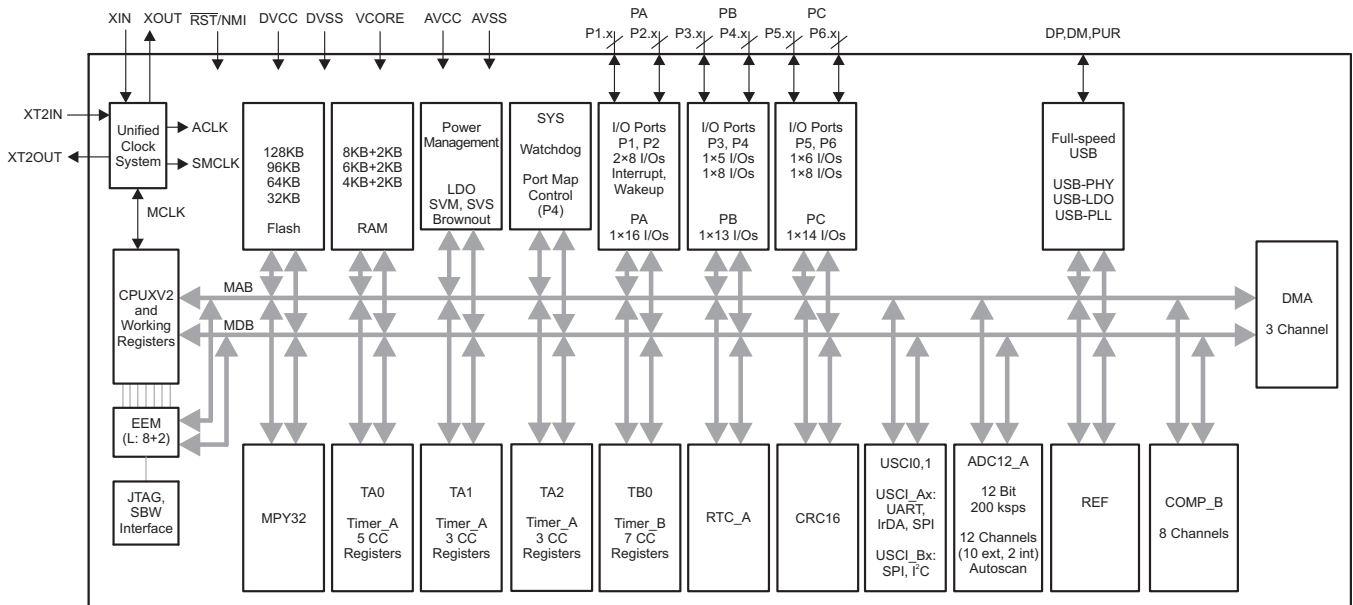 XIN
XOUT
RST/NMI
DVCC
DVSS
VCORE
AVCC
AVSS
PA
P1.x
P2.x
PB
P3.x
P4.x
PC
P5.x
P6.x
DP,DM,PUR
XT2IN
XT2OUT
Unified
Clock
System
ACLK
SMCLK
MCLK
128KB
96KB
64KB
32KB
Flash
8KB+2KB
6KB+2KB
4KB+2KB
RAM
Power
Management
LDO
SVM, SVS
Brownout
SYS
Watchdog
Port Map
Control
(P4)
I/O Ports
P1, P2
2×8 I/Os
Interrupt,
Wakeup
PA
1×16 I/Os
I/O Ports
P3, P4
1×5 I/Os
1×8 I/Os
PB
1×13 I/Os
I/O Ports
P5, P6
1×6 I/Os
1×8 I/Os
PC
1×14 I/Os
Full-speed
USB
USB-PHY
USB-LDO
USB-PLL
CPUXV2
and
Working
Registers
MAB
MDB
DMA
3 Channel
EEM
(L: 8+2)
JTAG,
SBW
Interface
MPY32
TA0
Timer_A
5 CC
Registers
TA1
Timer_A
3 CC
Registers
TA2
Timer_A
3 CC
Registers
TB0
Timer_B
7 CC
Registers
RTC_A
CRC16
USCI0,1
USCI_Ax:
UART,
IrDA, SPI
USCI_Bx:
SPI, I²C
ADC12_A
12 Bit
200 ksps
12 Channels
(10 ext, 2 int)
Autoscan
REF
COMP_B
8 Channels